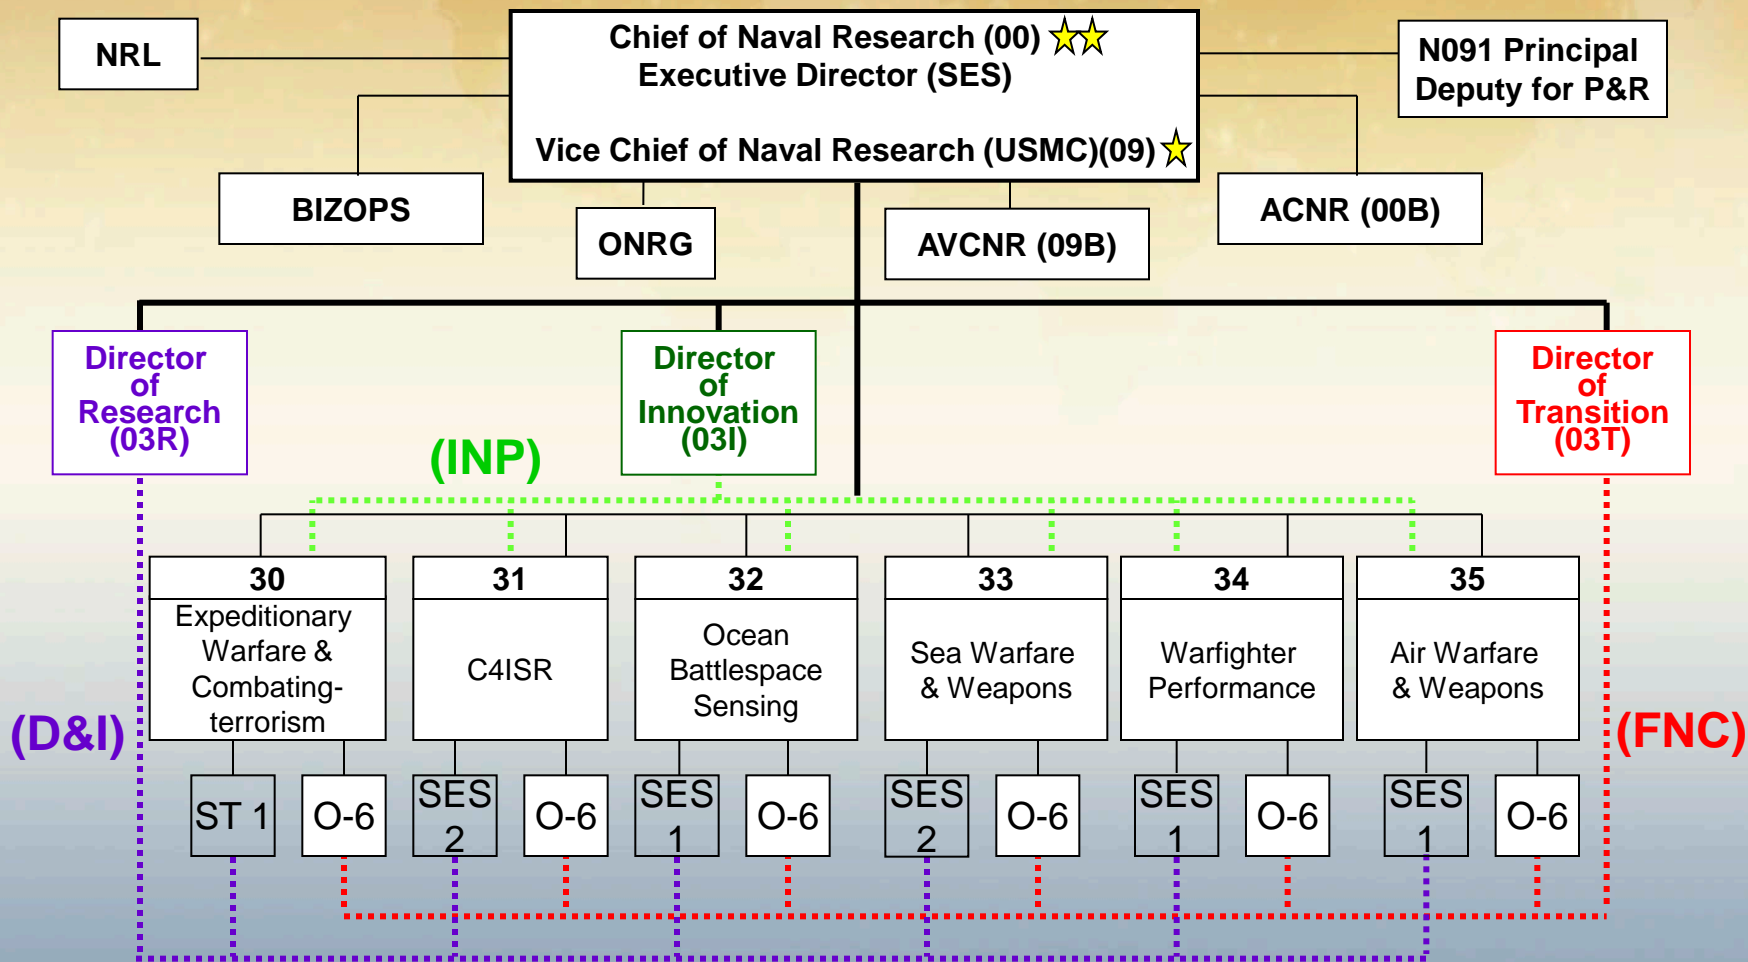 NRL
Chief of Naval Research (00)
Executive Director (SES)
Vice Chief of Naval Research (USMC)(09)
N091 Principal
Deputy for P&R
BIZOPS
ONRG
AVCNR (09B)
ACNR (00B)
Director
of
Research
(03R)
Director
of
Innovation
(03I)
Director
of
Transition
(03T)
(INP)
30
Expeditionary
Warfare &
Combating-
terrorism
31
C4ISR
32
Ocean
Battlespace
Sensing
33
Sea Warfare
& Weapons
34
Warfighter
Performance
35
Air Warfare
& Weapons
(D&I)
(FNC)
ST 1
O-6
SES
2
O-6
SES
1
O-6
SES
2
O-6
SES
1
O-6
SES
1
O-6